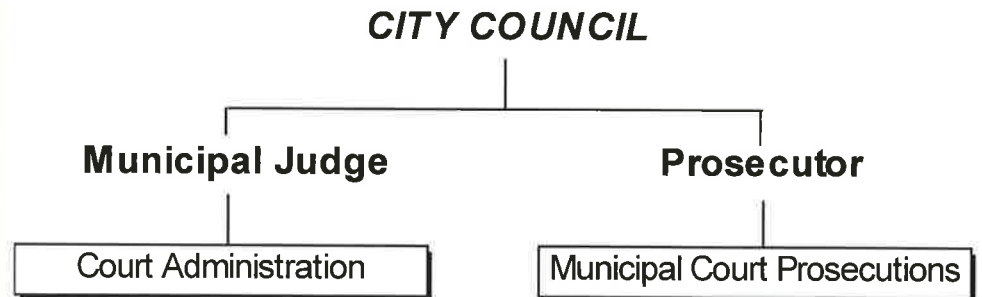 CITY COUNCIL
Municipal Judge
Prosecutor
Court Administration
Municipal Court Prosecutions